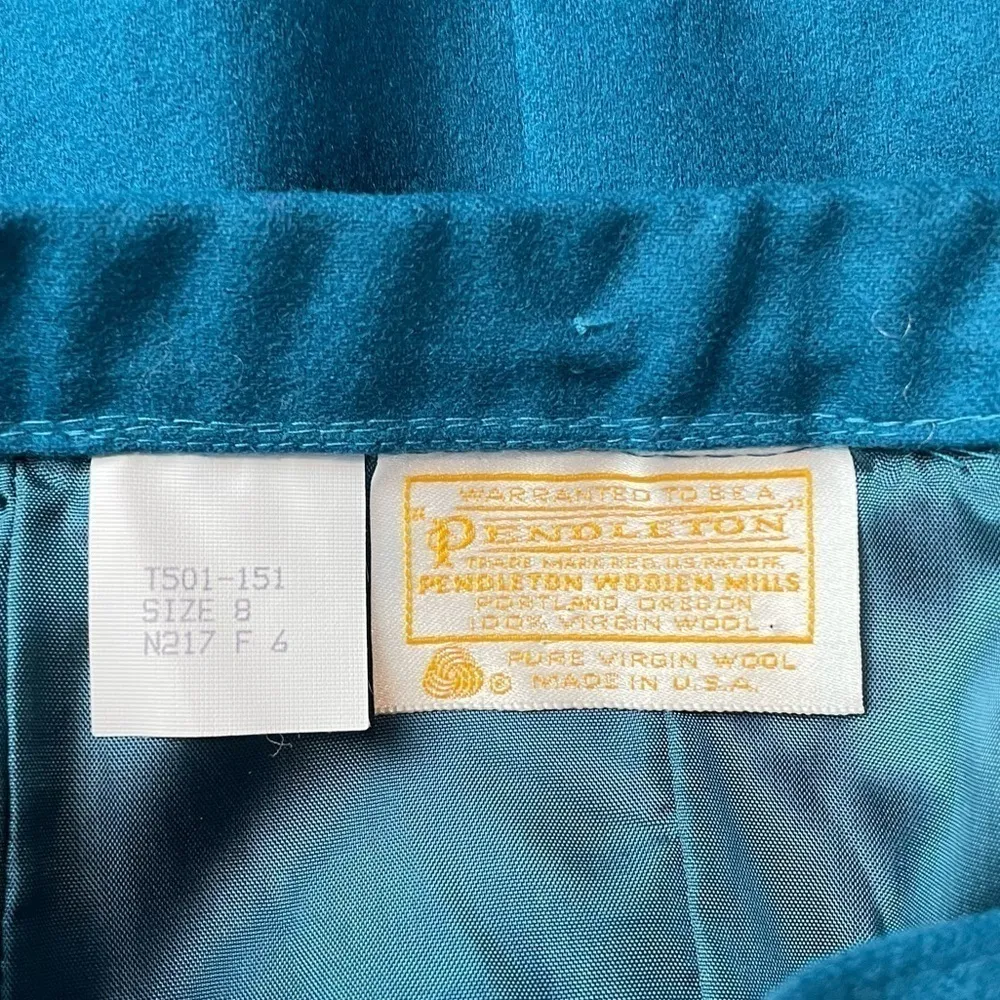 T501-151
SIZE 8
N217 F 6
WARRANTED TO BE A
"PENDLETON"
TRADE MARK REG. U.S. PAT. OFF.
PENDLETON WOOLEN MILLS
PORTLAND, OREGON
100% VIRGIN WOOL
PURE VIRGIN WOOL
® MADE IN U.S.A.